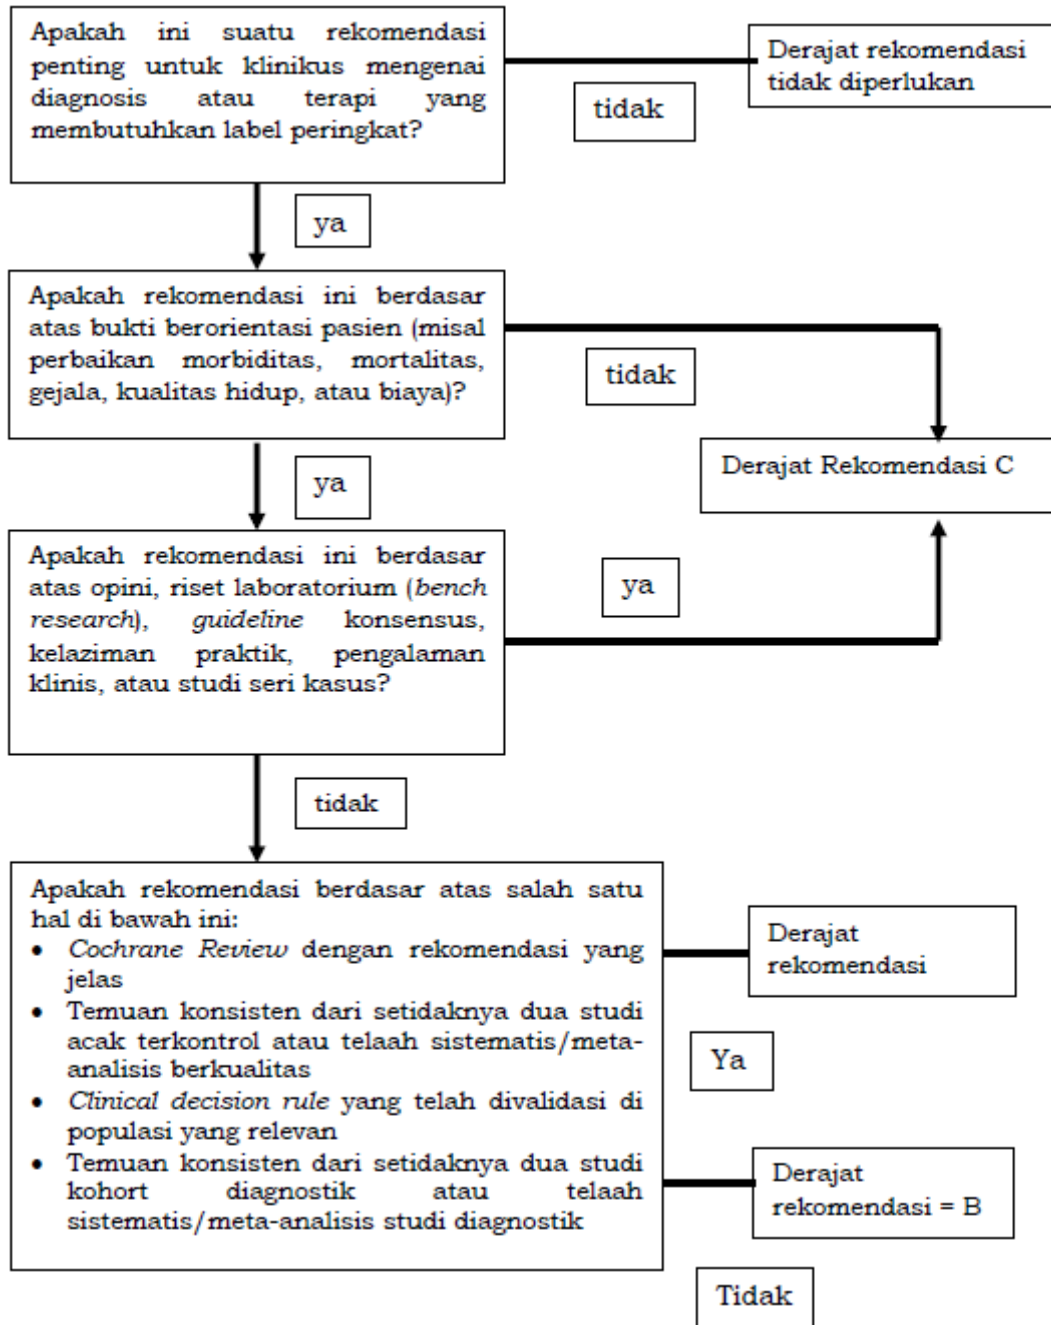 Apakah ini suatu rekomendasi
penting untuk klinikus mengenai
diagnosis atau terapi yang
membutuhkan label peringkat?
tidak
Derajat rekomendasi
tidak diperlukan
ya
Apakah rekomendasi ini berdasar
atas bukti berorientasi pasien (misal
perbaikan morbiditas, mortalitas,
gejala, kualitas hidup, atau biaya)?
tidak
Derajat Rekomendasi C
ya
Apakah rekomendasi ini berdasar
atas opini, riset laboratorium (bench
research), guideline konsensus,
kelaziman praktik, pengalaman
klinis, atau studi seri kasus?
ya
tidak
Apakah rekomendasi berdasar atas salah satu
hal di bawah ini:
• Cochrane Review dengan rekomendasi yang
jelas
• Temuan konsisten dari setidaknya dua studi
acak terkontrol atau telaah sistematis/meta-
analisis berkualitas
• Clinical decision rule yang telah divalidasi di
populasi yang relevan
• Temuan konsisten dari setidaknya dua studi
kohort diagnostik atau telaah
sistematis/meta-analisis studi diagnostik
Derajat
rekomendasi
Ya
Derajat
rekomendasi = B
Tidak